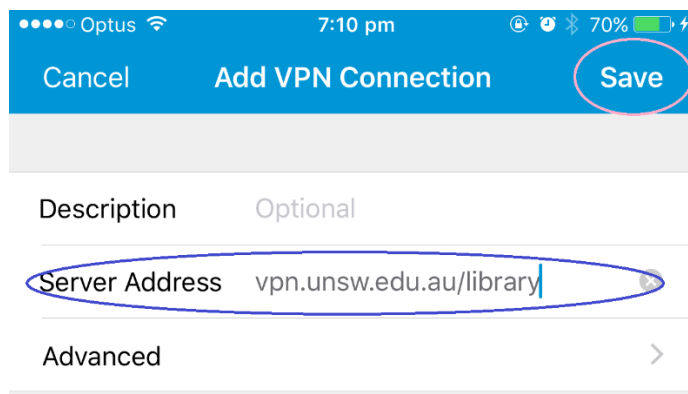 Optus 7:10 pm 70%
Cancel Add VPN Connection Save
Description Optional
Server Address vpn.unsw.edu.au/library
Advanced